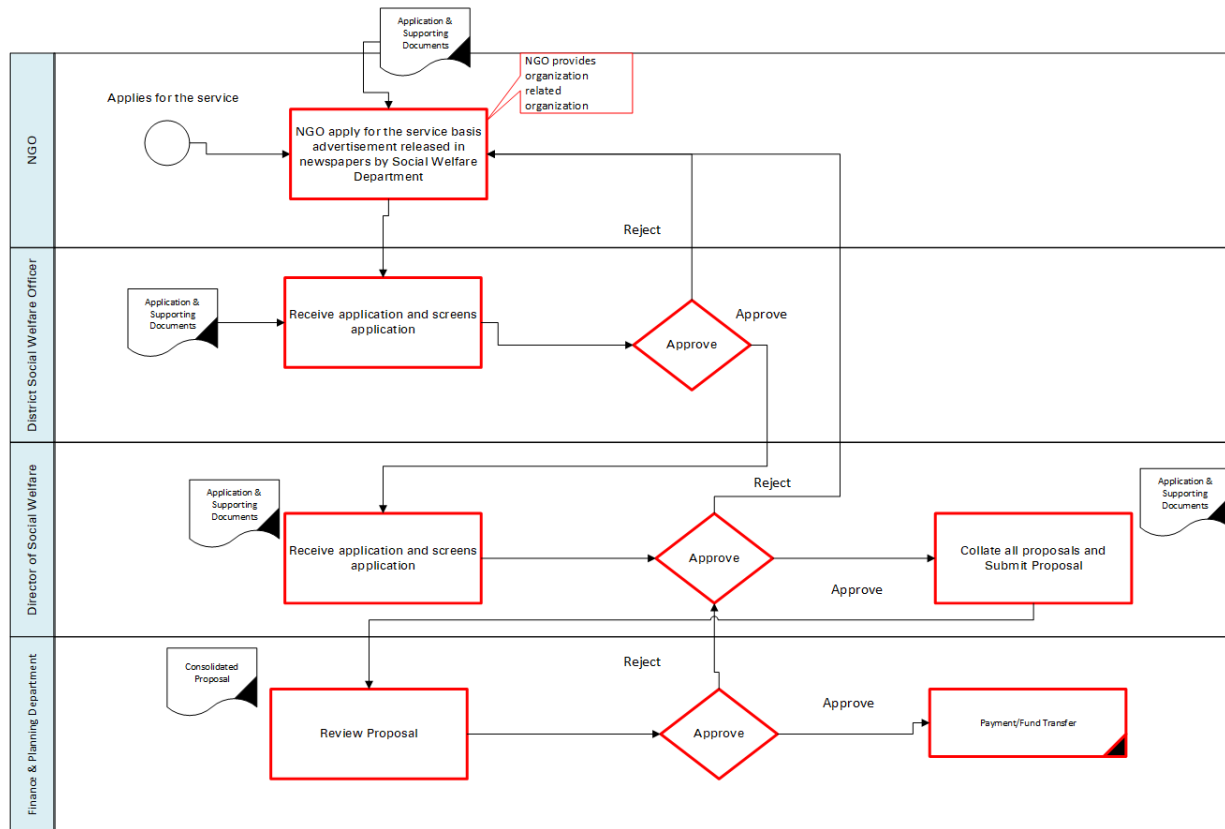 Application &
Supporting
Documents
NGO provides
organization
related
organization
Applies for the service
NGO
NGO apply for the service basis
advertisement released in
newspapers by Social Welfare
Department
Reject
District Social Welfare Officer
Application &
Supporting
Documents
Receive application and screens
application
Approve
Approve
Director of Social Welfare
Application &
Supporting
Documents
Receive application and screens
application
Reject
Approve
Approve
Collate all proposals and
Submit Proposal
Application &
Supporting
Documents
Finance & Planning Department
Consolidated
Proposal
Review Proposal
Reject
Approve
Approve
Payment/Fund Transfer